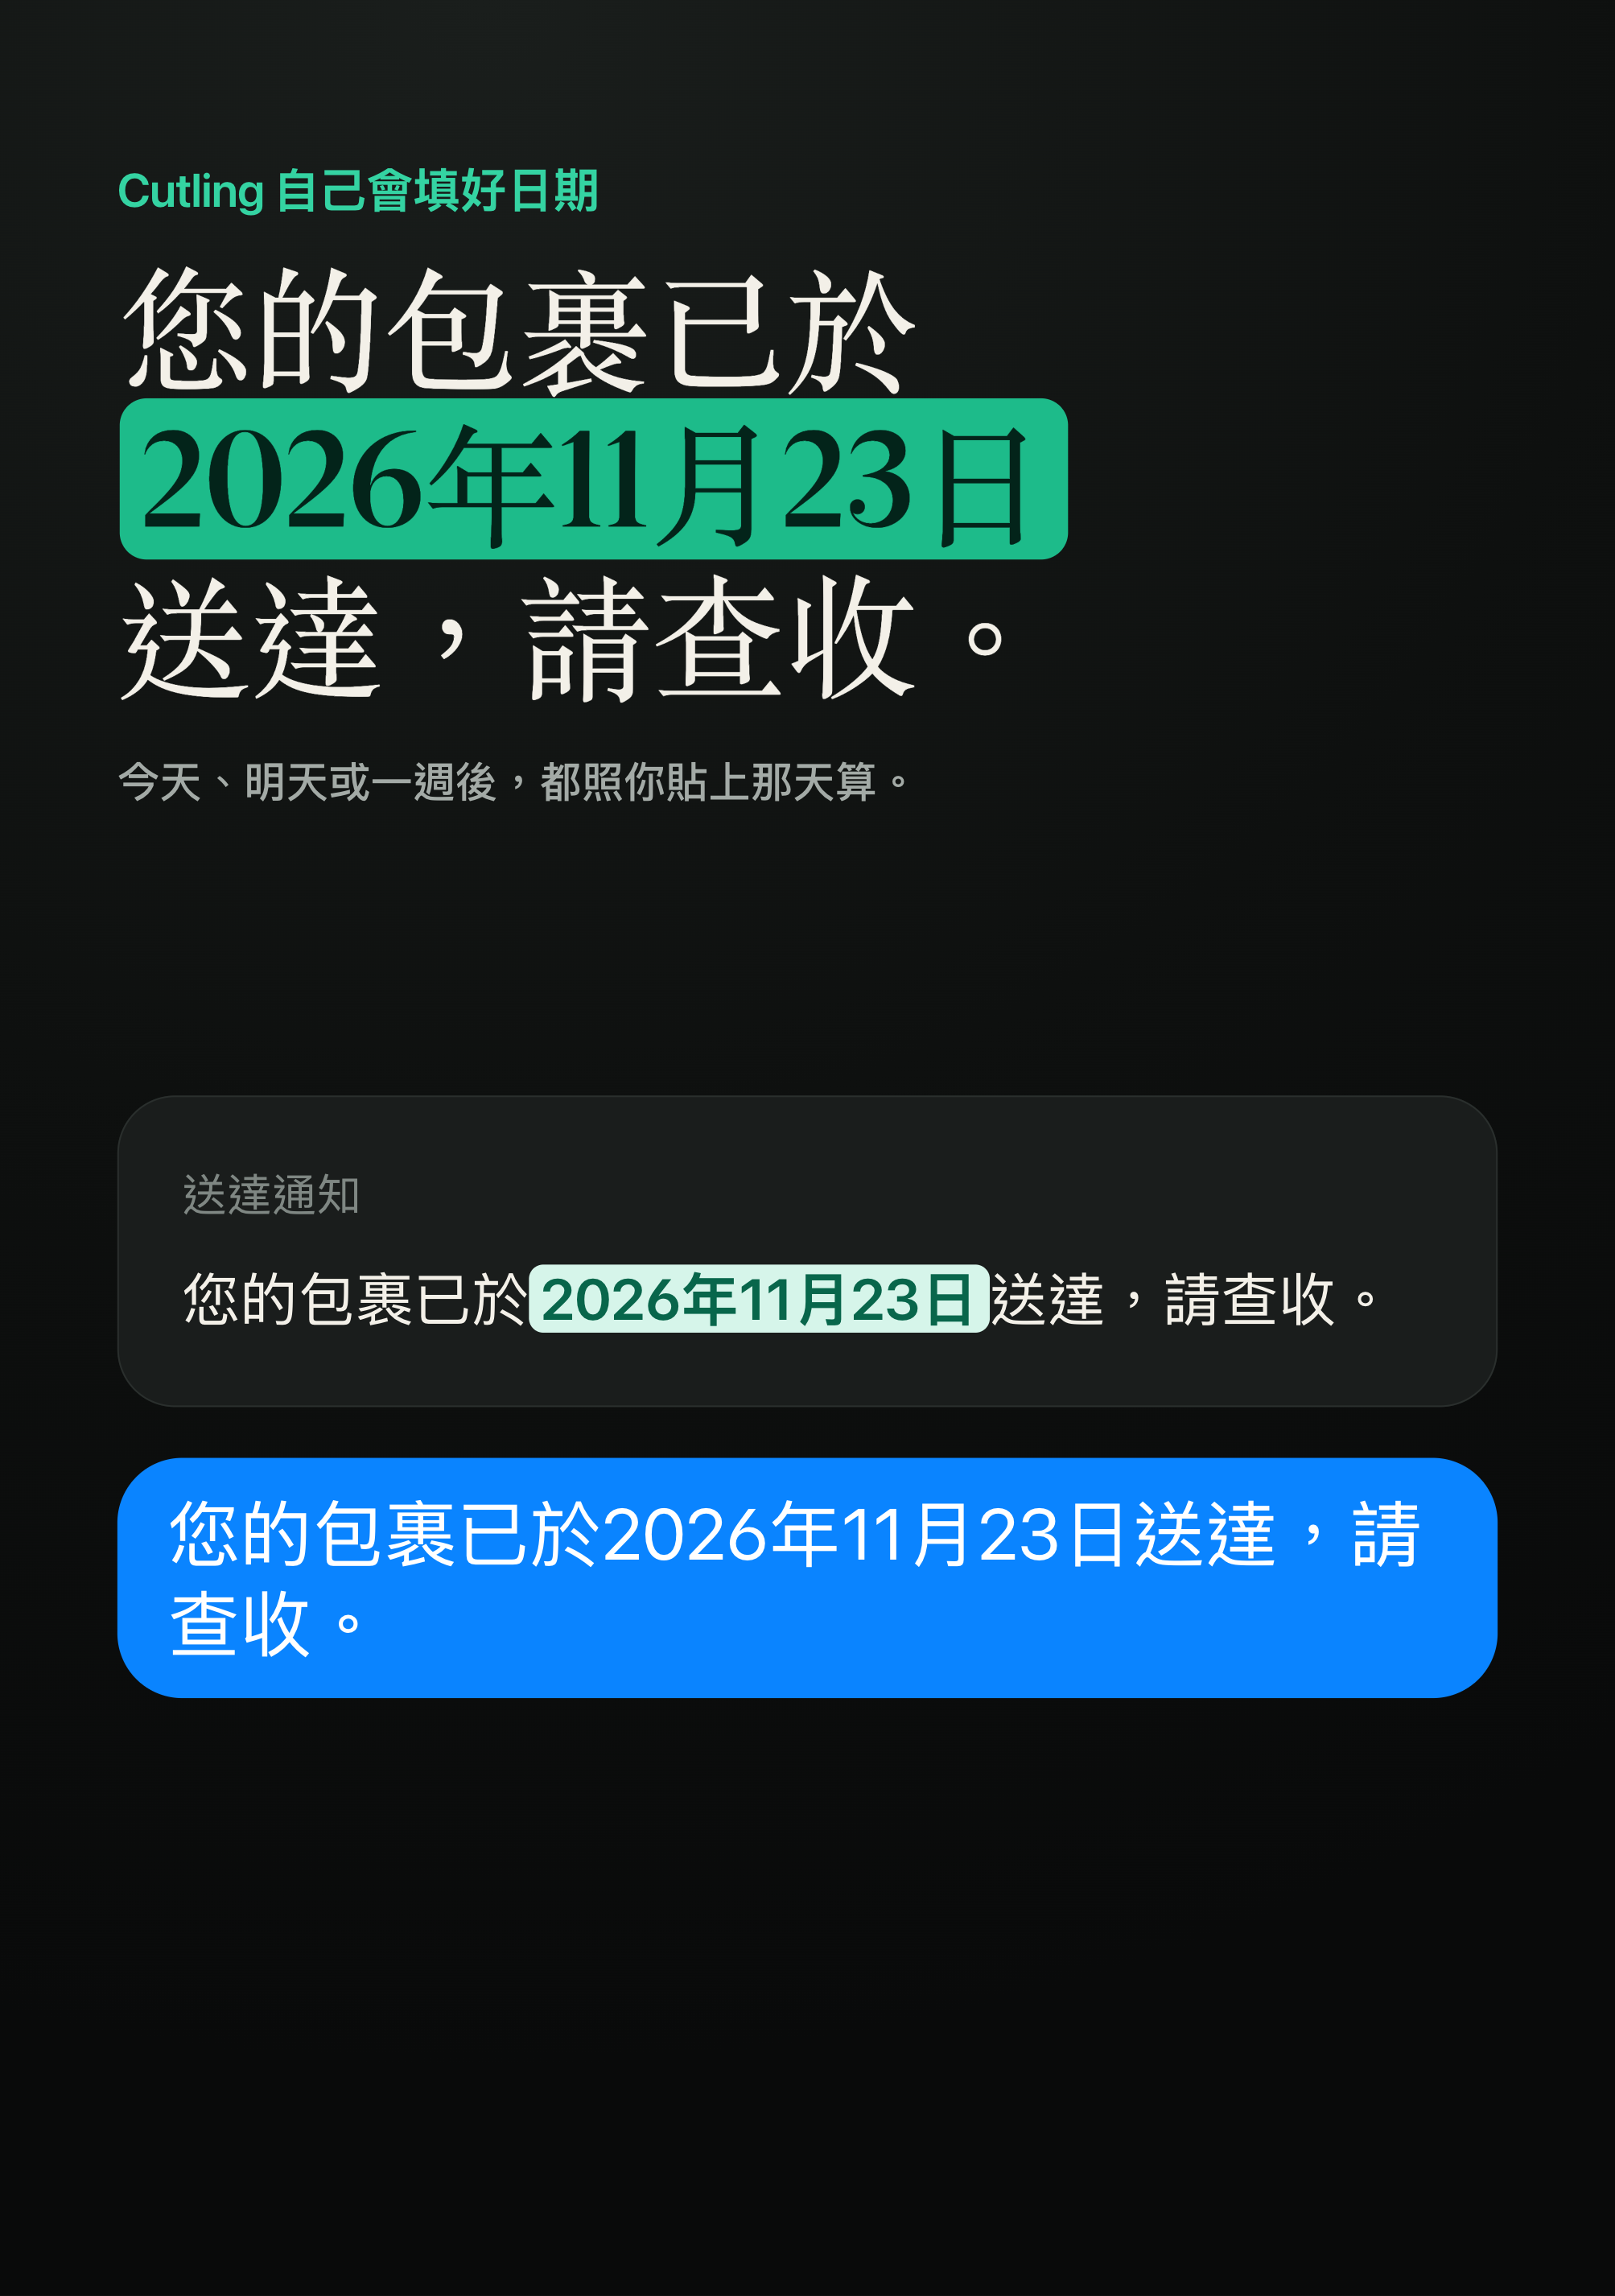 Cutling 自己會填好日期
您的包裹已於
2026年11月23日
送達，請查收。
今天、明天或一週後，都照你貼上那天算。
送達通知
您的包裹已於2026年11月23日送達，請查收。
您的包裹已於2026年11月23日送達，請
查收。